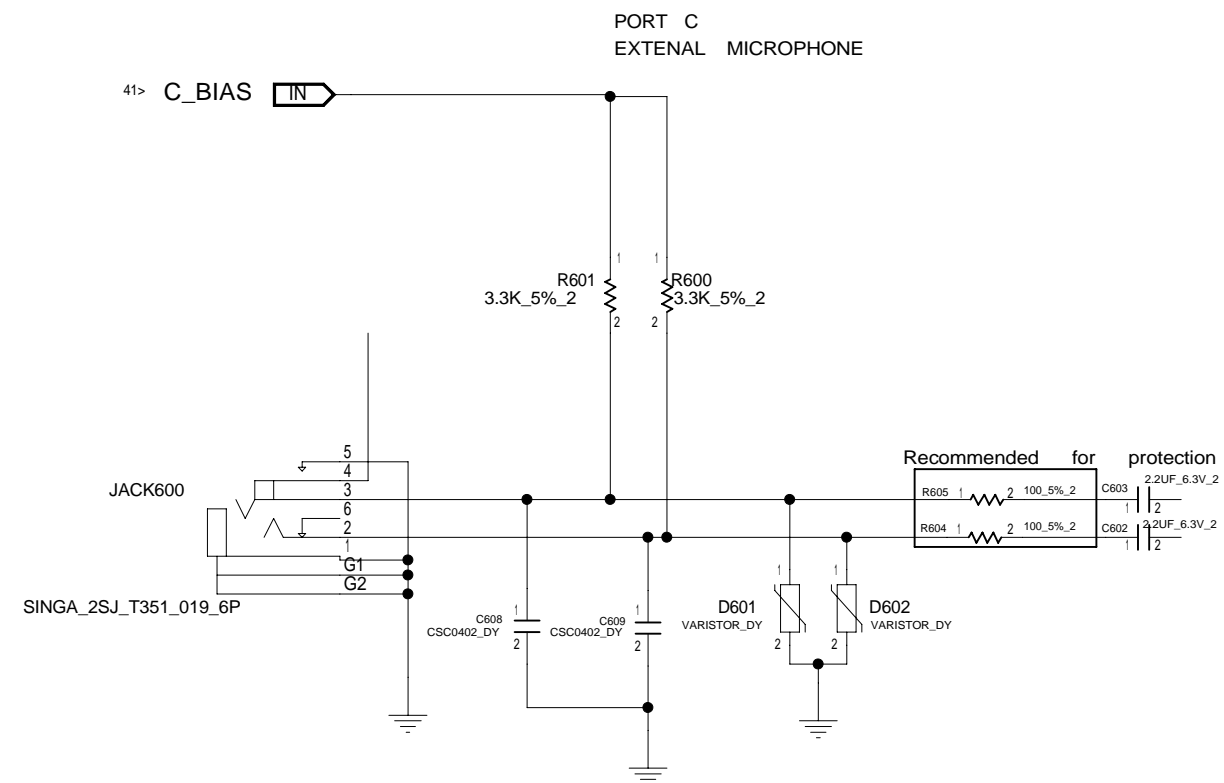 PORT C
EXTENAL MICROPHONE
41> C_BIAS IN
1 1
R601 R600
3.3K_5%_2 3.3K_5%_2
2 2
5
4
3
6
2
1
G1
G2
JACK600
SINGA_2SJ_T351_019_6P
Recommended for protection
R605 1 2 100_5%_2 C603 2.2UF_6.3V_2
1 2
R604 1 2 100_5%_2 C602 2.2UF_6.3V_2
1 2
1 1
C608 C609
CSC0402_DY CSC0402_DY
2 2
1 1
D601 D602
VARISTOR_DY VARISTOR_DY
2 2